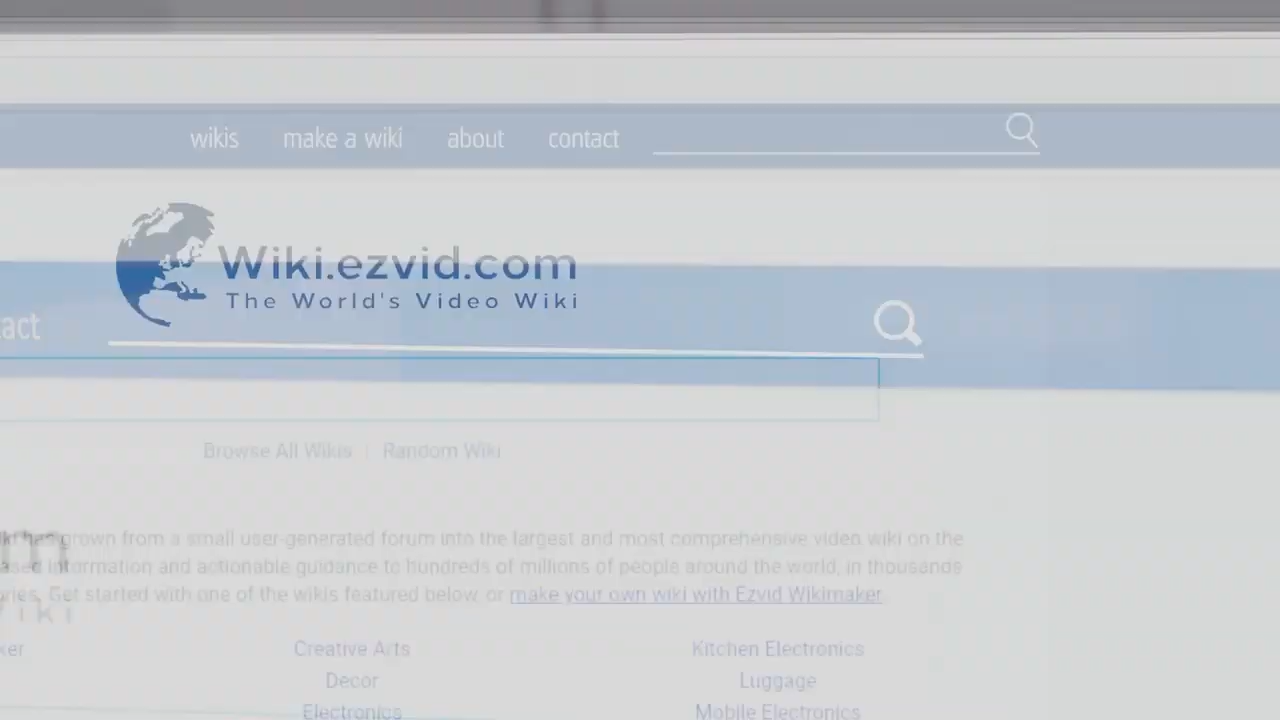 wikis make a wiki about contact
Wiki.ezvid.com
The World's Video Wiki
act
Browse All Wikis | Random Wiki
has grown from a small user-generated forum into the largest and most comprehensive video wiki on the
information and actionable guidance to hundreds of millions of people around the world, in thousands
Get started with one of the wikis featured below, or make your own wiki with Ezvid Wikimaker
Creative Arts Kitchen Electronics
Decor Luggage
Electronics Mobile Electronics